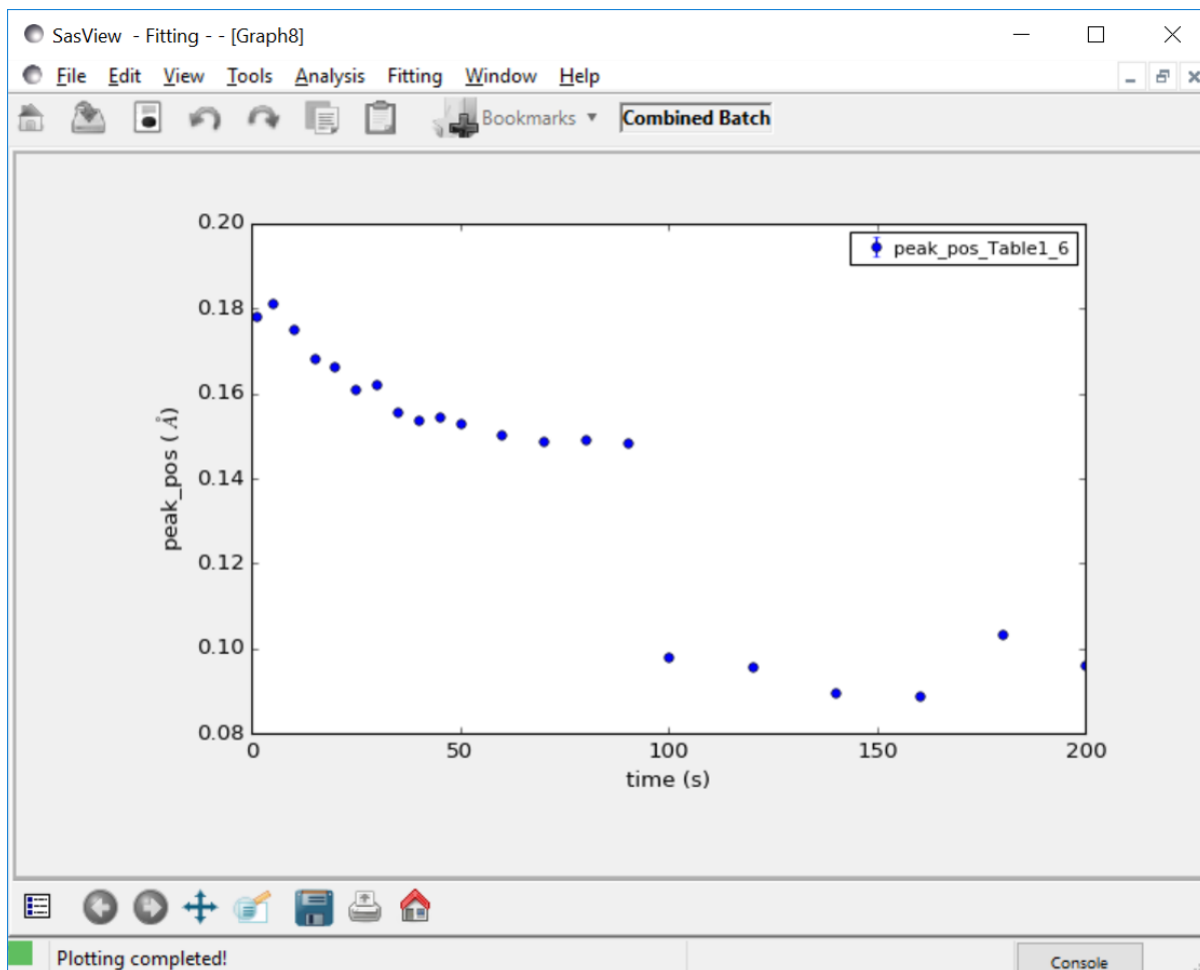 SasView - Fitting - - [Graph8]
File Edit View Tools Analysis Fitting Window Help
Bookmarks Combined Batch
0.20
0.18
0.16
0.14
0.12
0.10
0.08
peak_pos (Å)
peak_pos_Table1_6
0 50 100 150 200
time (s)
Plotting completed!
Console